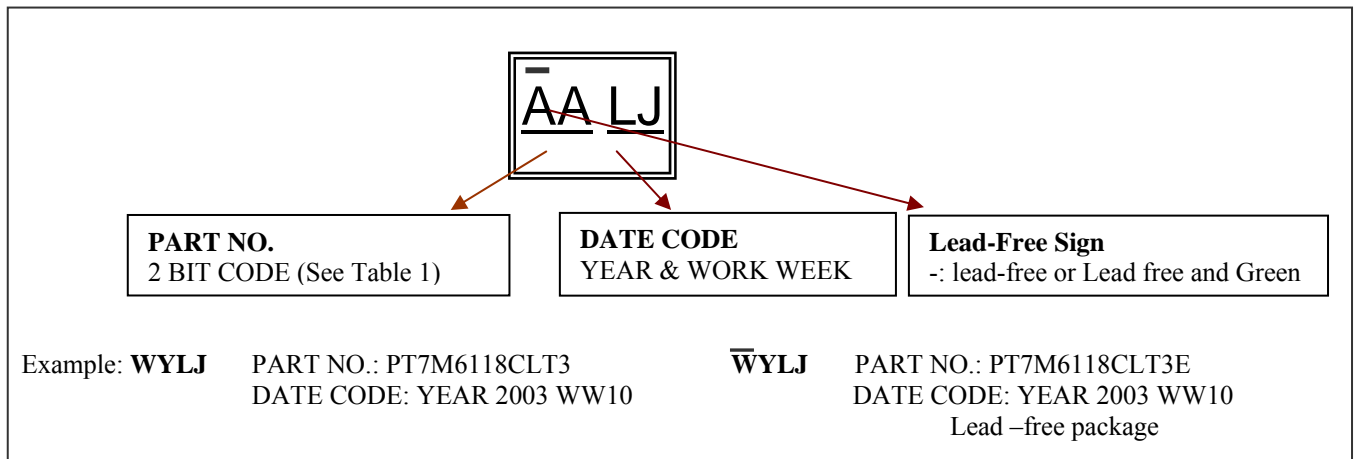 AA LJ
PART NO.
2 BIT CODE (See Table 1)
DATE CODE
YEAR & WORK WEEK
Lead-Free Sign
-: lead-free or Lead free and Green
Example: WYLJ PART NO.: PT7M6118CLT3
DATE CODE: YEAR 2003 WW10
W̅YLJ PART NO.: PT7M6118CLT3E
DATE CODE: YEAR 2003 WW10
Lead –free package